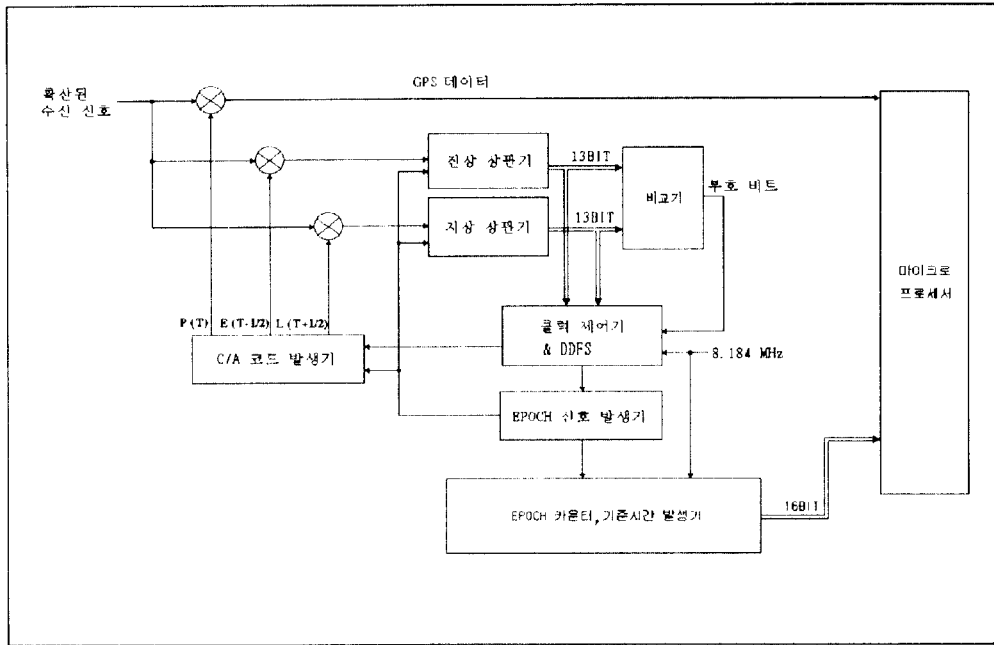 GPS 데이터
확산된
수신 신호
진상 상관기
13BIT
부호 비트
비교기
지상 상관기
13BIT
마이크로
프로세서
P (T) E (T-1/2) L (T+1/2)
C/A 코드 발생기
클럭 제어기
& DDFS
8.184 MHz
EPOCH 신호 발생기
EPOCH 카운터,기준시간 발생기
16BIT